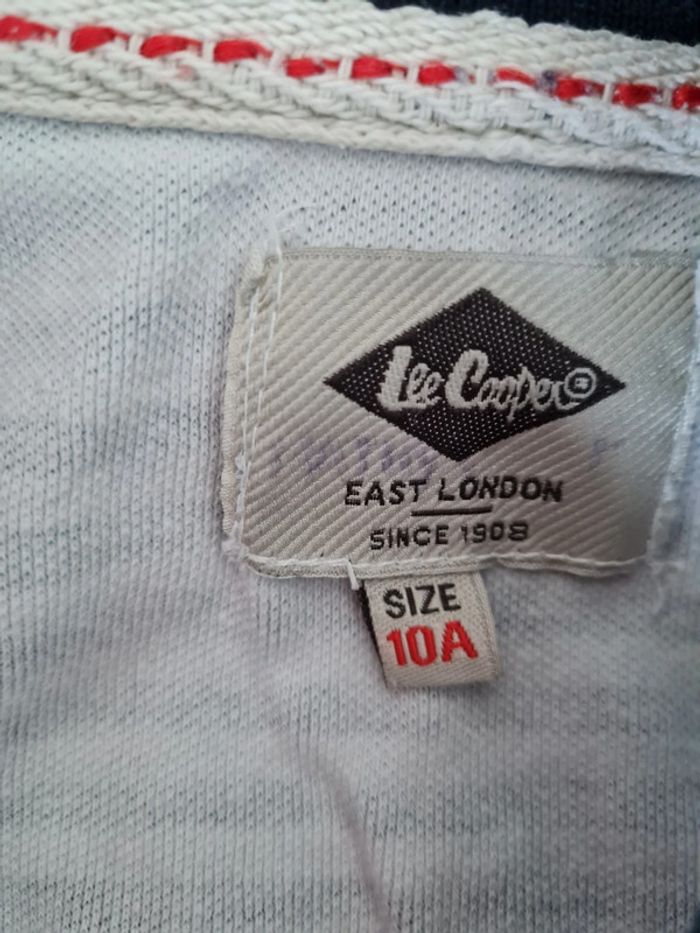 Lee Cooper®
EAST LONDON
SINCE 1908
SIZE
10A